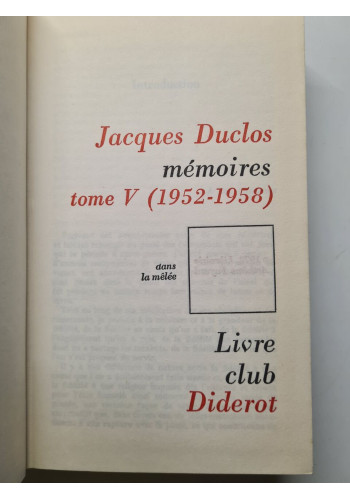 Jacques Duclos
mémoires
tome V (1952-1958)
dans
la mêlée
Livre
club
Diderot